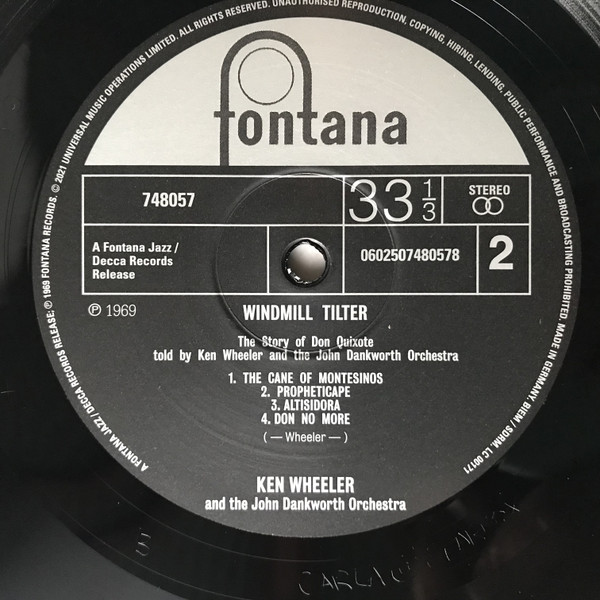 ℗ 1969 FONTANA RECORDS. © 2021 UNIVERSAL MUSIC OPERATIONS LIMITED. ALL RIGHTS RESERVED. UNAUTHORISED REPRODUCTION, COPYING, HIRING, LENDING, PUBLIC PERFORMANCE AND BROADCASTING PROHIBITED. MADE IN GERMANY. BIEM / SDRM. LC 00171
fontana
748057
33 1/3
STEREO
A Fontana Jazz /
Decca Records
Release
0602507480578
2
℗ 1969
WINDMILL TILTER
The Story of Don Quixote
told by Ken Wheeler and the John Dankworth Orchestra
1. THE CANE OF MONTESINOS
2. PROPHETICAPE
3. ALTISIDORA
4. DON NO MORE
( — Wheeler — )
KEN WHEELER
and the John Dankworth Orchestra
A FONTANA JAZZ/ DECCA RECORDS RELEASE;